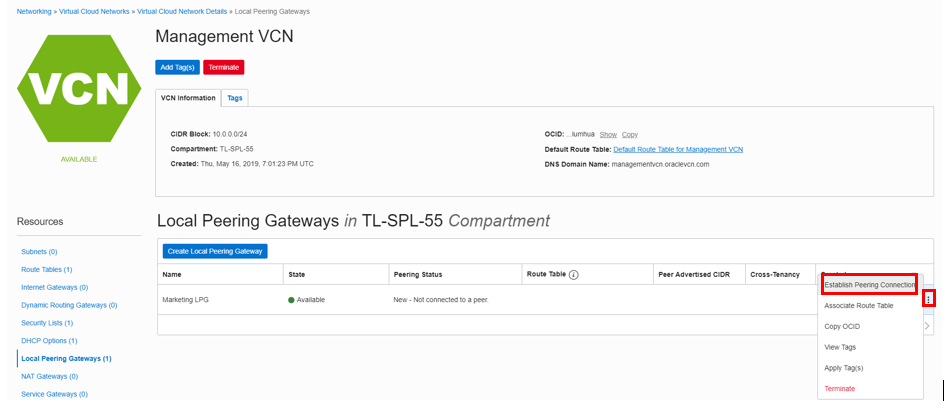 Networking » Virtual Cloud Networks » Virtual Cloud Network Details » Local Peering Gateways
VCN
AVAILABLE
Management VCN
Add Tag(s) Terminate
VCN Information Tags
CIDR Block: 10.0.0.0/24
Compartment: TL-SPL-55
Created: Thu, May 16, 2019, 7:01:23 PM UTC
OCID: ...lumhua Show Copy
Default Route Table: Default Route Table for Management VCN
DNS Domain Name: managementvcn.oraclevcn.com
Resources
Subnets (0)
Route Tables (1)
Internet Gateways (0)
Dynamic Routing Gateways (0)
Security Lists (1)
DHCP Options (1)
Local Peering Gateways (1)
NAT Gateways (0)
Service Gateways (0)
Local Peering Gateways in TL-SPL-55 Compartment
Create Local Peering Gateway
Name State Peering Status Route Table i Peer Advertised CIDR Cross-Tenancy
Marketing LPG Available New - Not connected to a peer.
Establish Peering Connection
Associate Route Table
Copy OCID
View Tags
Apply Tag(s)
Terminate